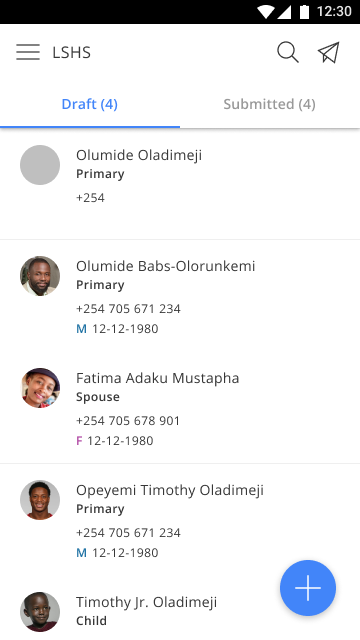 12:30
LSHS
Draft (4)
Submitted (4)
Olumide Oladimeji
Primary
+254
Olumide Babs-Olorunkemi
Primary
+254 705 671 234
M 12-12-1980
Fatima Adaku Mustapha
Spouse
+254 705 678 901
F 12-12-1980
Opeyemi Timothy Oladimeji
Primary
+254 705 671 234
M 12-12-1980
Timothy Jr. Oladimeji
Child